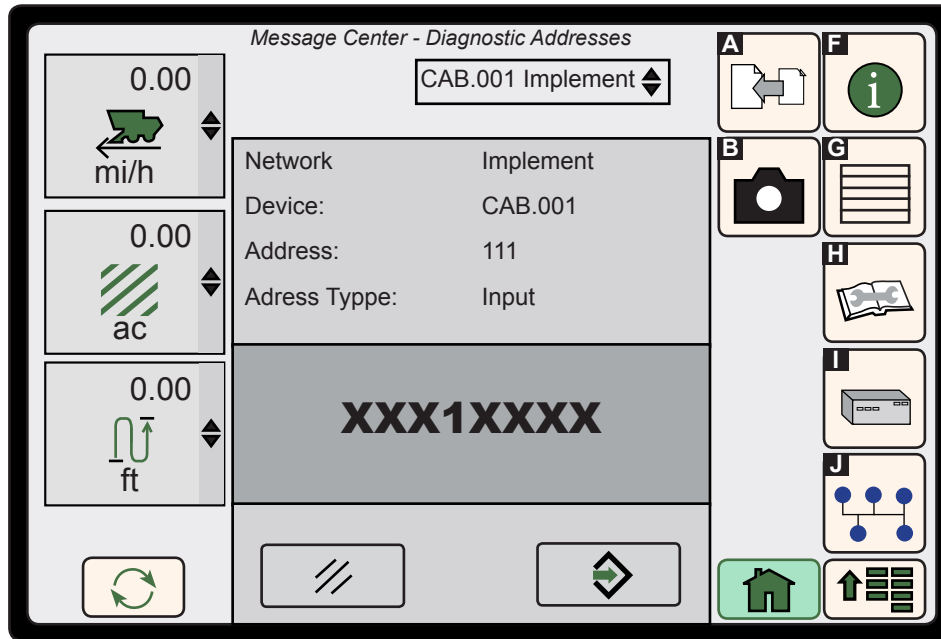 Message Center - Diagnostic Addresses
CAB.001 Implement
0.00
mi/h
0.00
ac
0.00
ft
Network Implement
Device: CAB.001
Address: 111
Adress Typpe: Input
XXX1XXXX
A
F
i
B
G
H
I
J